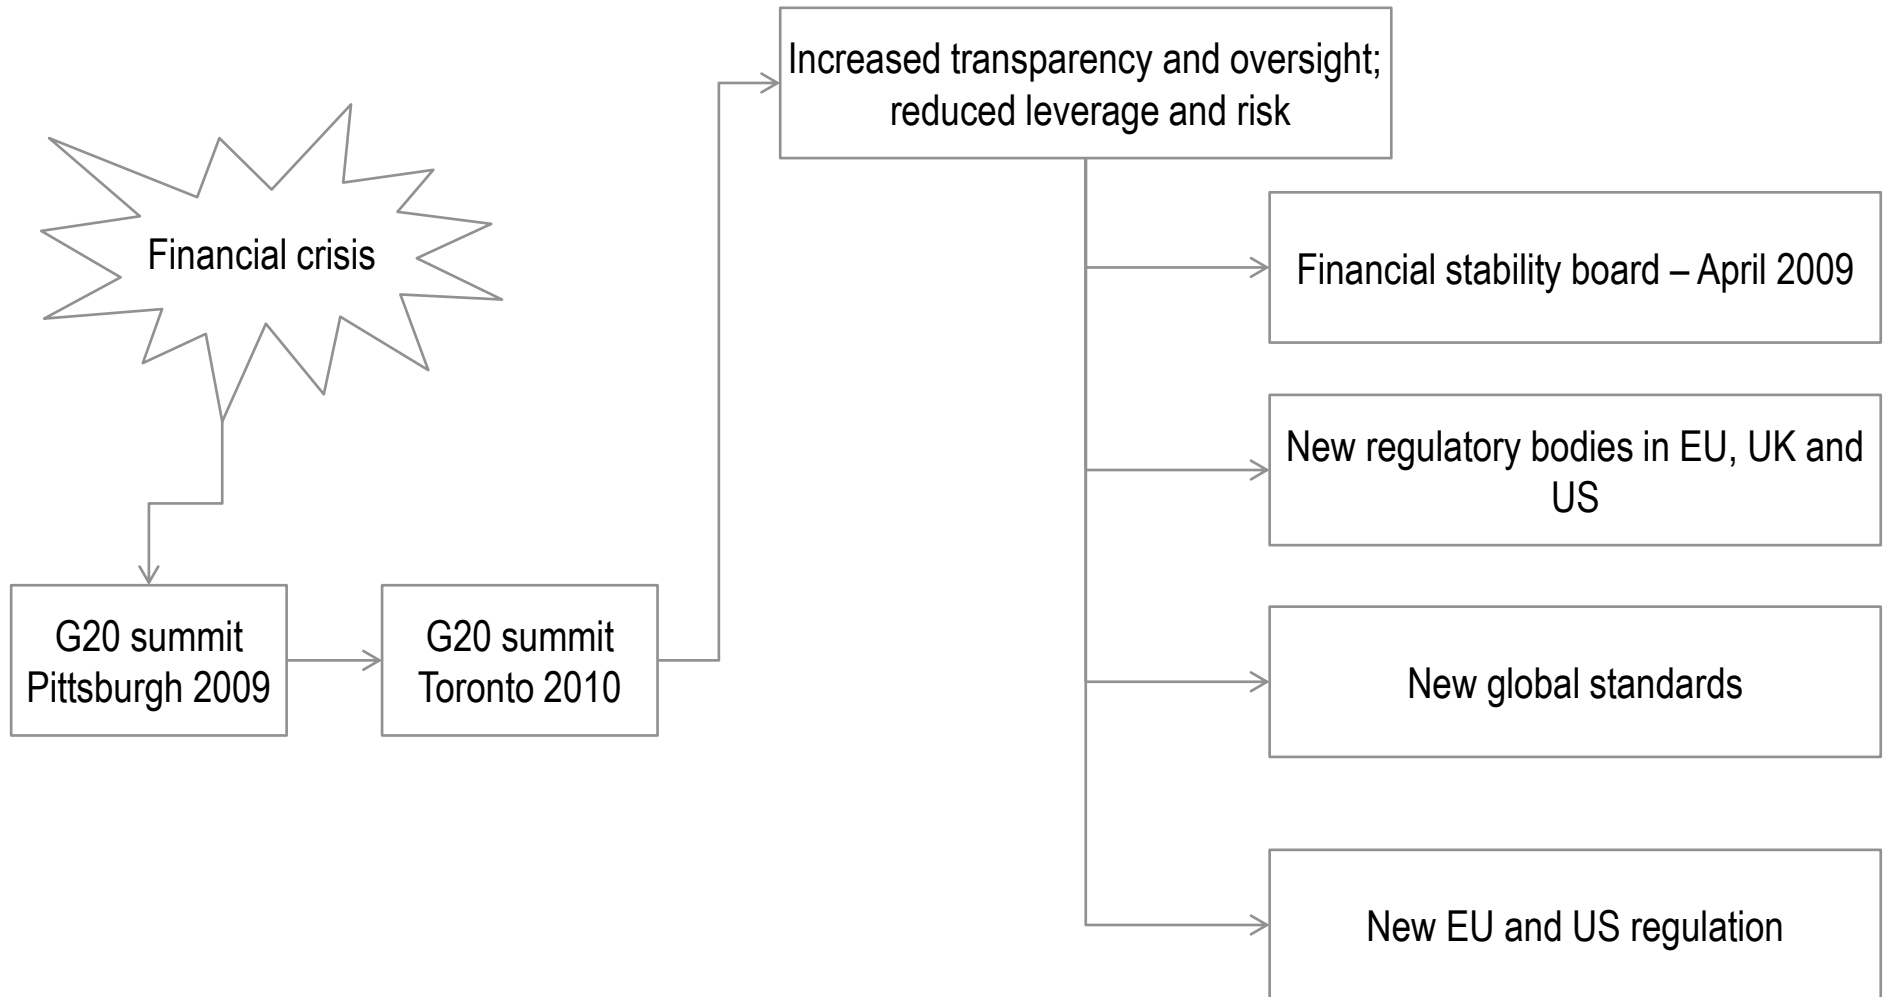 Increased transparency and oversight;
reduced leverage and risk
Financial crisis
Financial stability board – April 2009
New regulatory bodies in EU, UK and
US
G20 summit
Pittsburgh 2009
G20 summit
Toronto 2010
New global standards
New EU and US regulation